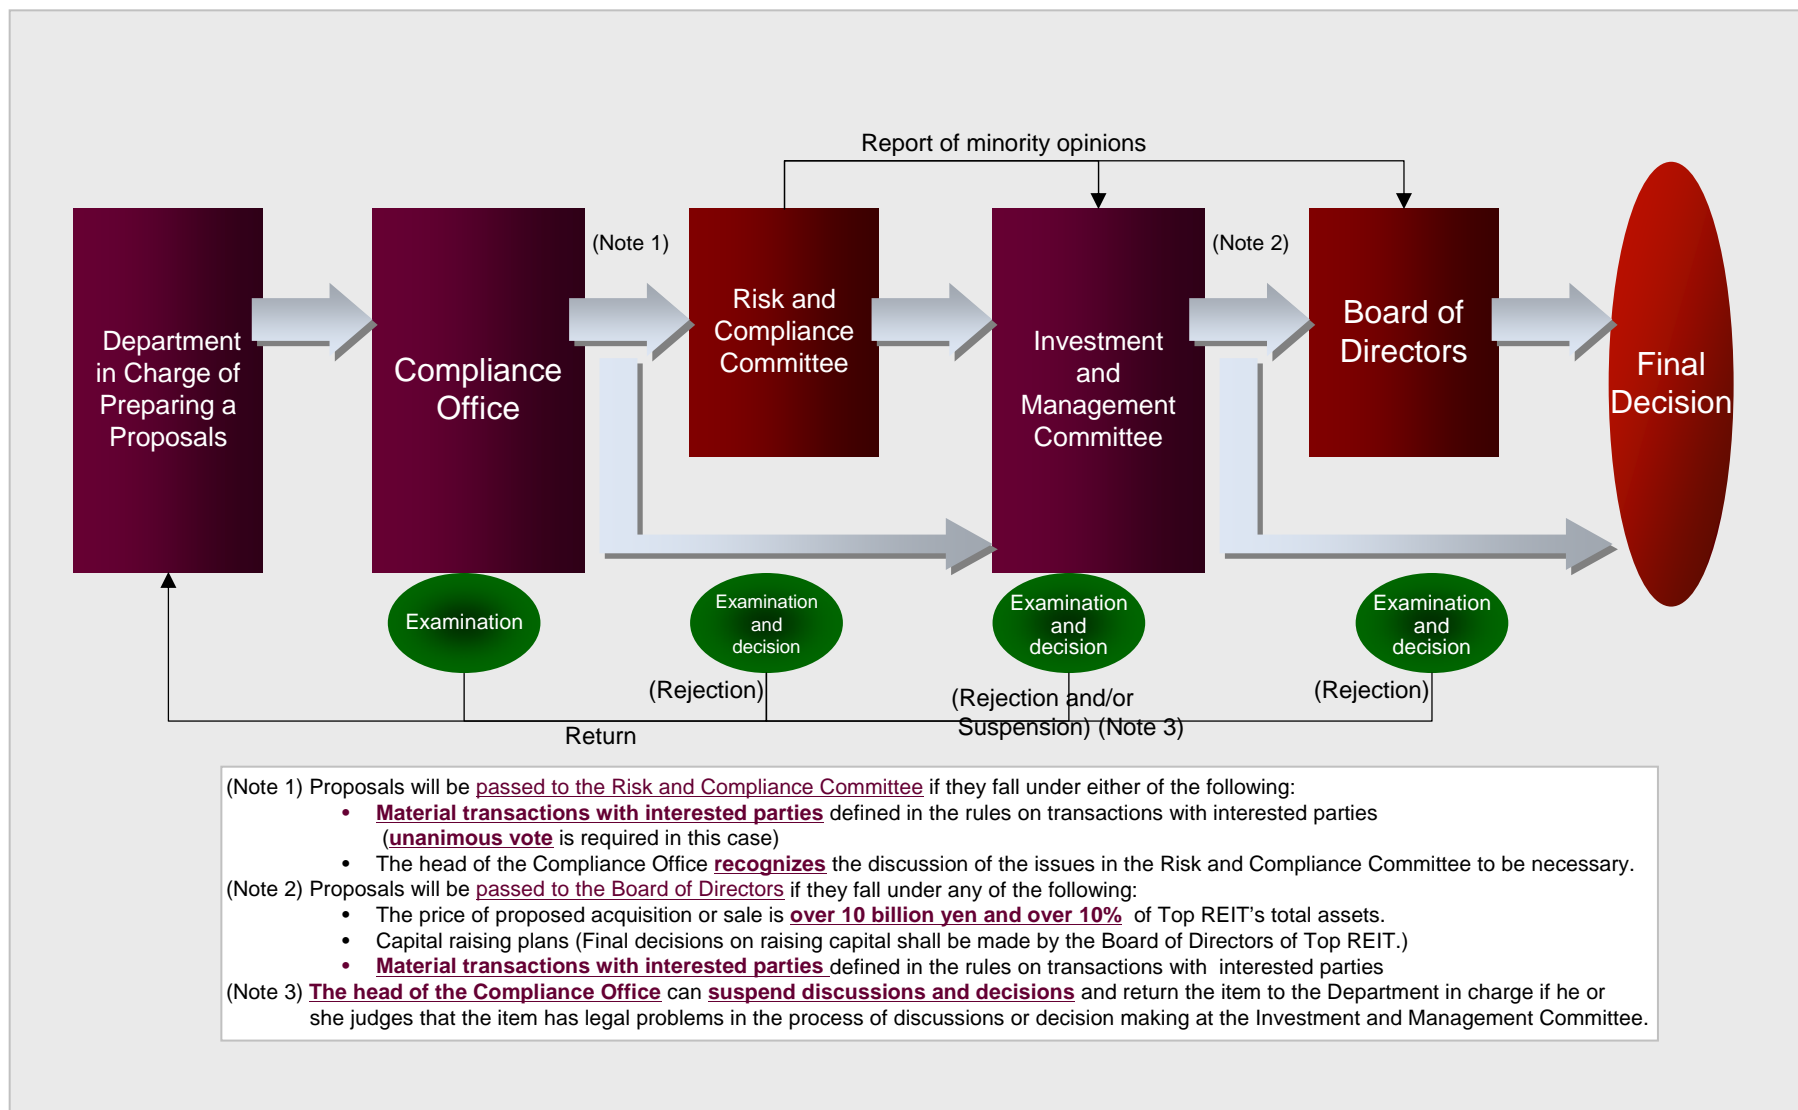 Report of minority opinions
(Note 1)
(Note 2)
Department
in Charge of
Preparing a
Proposals
Compliance
Office
Risk and
Compliance
Committee
Investment
and
Management
Committee
Board of
Directors
Final
Decision
Examination
Examination
and
decision
Examination
and
decision
Examination
and
decision
(Rejection)
(Rejection and/or
Suspension) (Note 3)
(Rejection)
Return
(Note 1) Proposals will be passed to the Risk and Compliance Committee if they fall under either of the following:
• Material transactions with interested parties defined in the rules on transactions with interested parties
(unanimous vote is required in this case)
• The head of the Compliance Office recognizes the discussion of the issues in the Risk and Compliance Committee to be necessary.
(Note 2) Proposals will be passed to the Board of Directors if they fall under any of the following:
• The price of proposed acquisition or sale is over 10 billion yen and over 10% of Top REIT’s total assets.
• Capital raising plans (Final decisions on raising capital shall be made by the Board of Directors of Top REIT.)
• Material transactions with interested parties defined in the rules on transactions with interested parties
(Note 3) The head of the Compliance Office can suspend discussions and decisions and return the item to the Department in charge if he or
she judges that the item has legal problems in the process of discussions or decision making at the Investment and Management Committee.